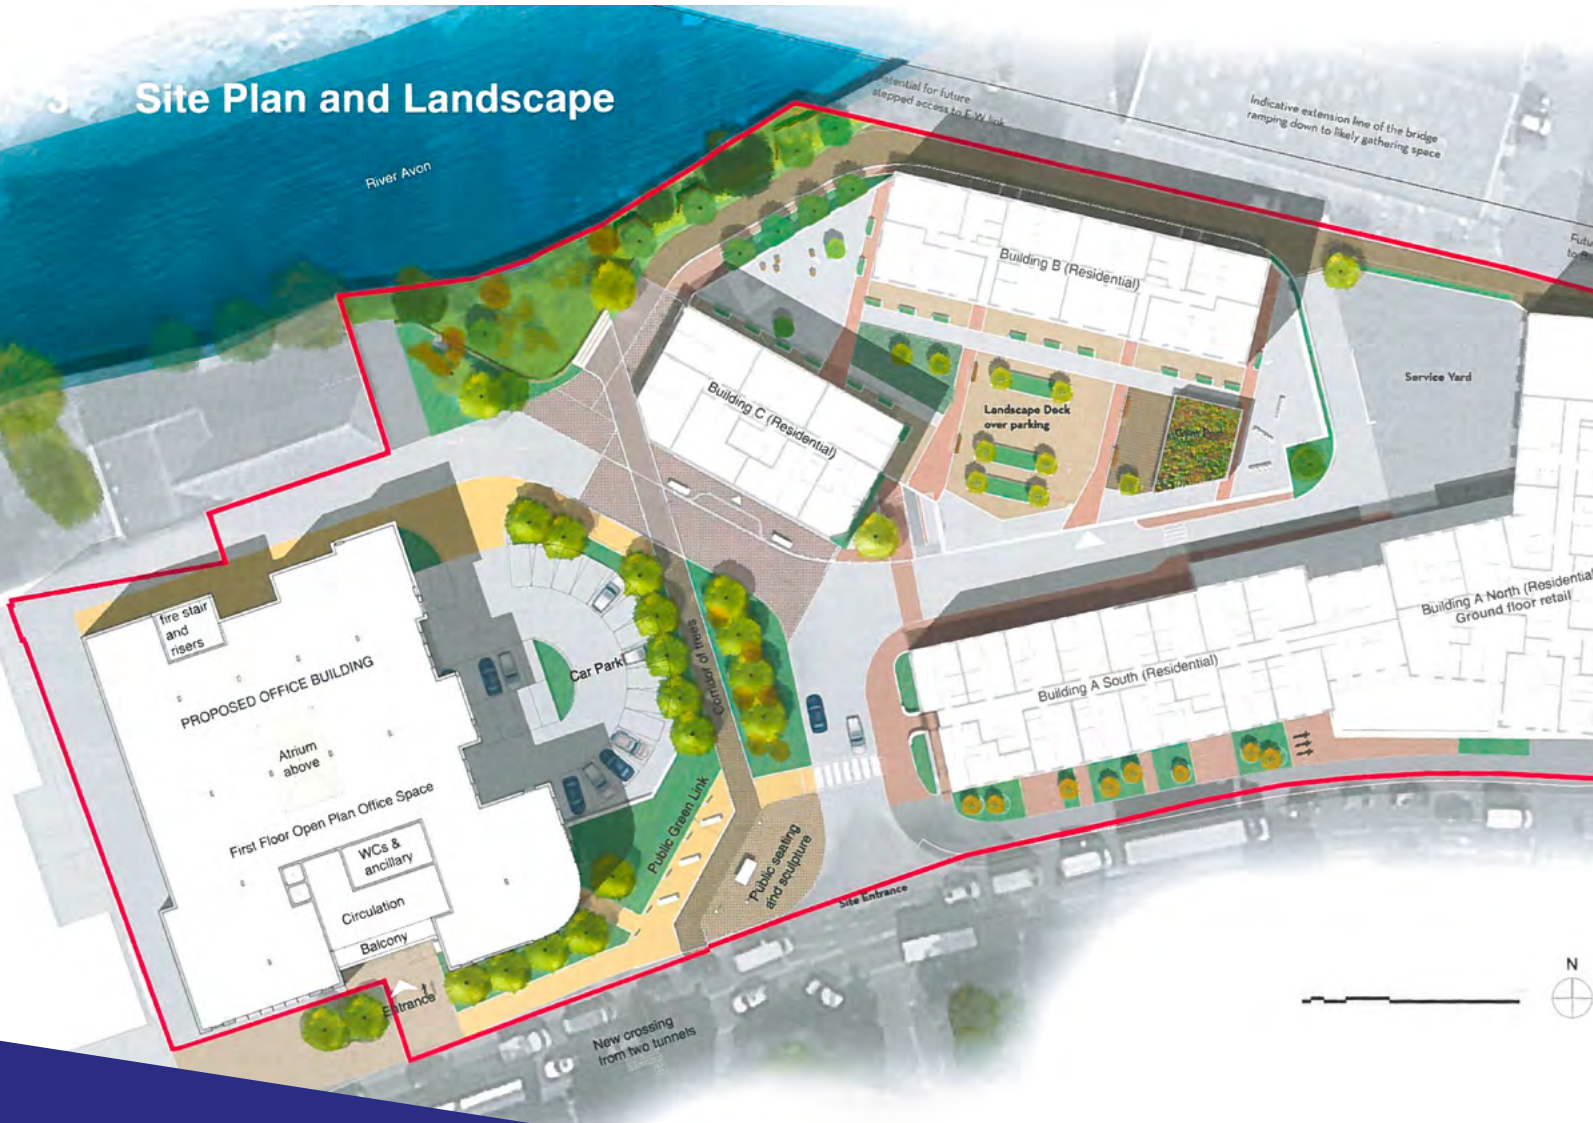 3 Site Plan and Landscape
River Avon
Potential for future
stepped access to E-W link
Indicative extension line of the bridge
ramping down to likely gathering space
Building B (Residential)
Service Yard
Building C (Residential)
Landscape Deck
over parking
Building A North (Residential
Ground floor retail
Building A South (Residential)
fire stair
and
risers
PROPOSED OFFICE BUILDING
Car Park
Corridor of trees
Atrium
above
First Floor Open Plan Office Space
WCs &
ancillary
Circulation
Balcony
Entrance
Public Green Link
Public seating
and sculpture
Site Entrance
New crossing
from two tunnels
N